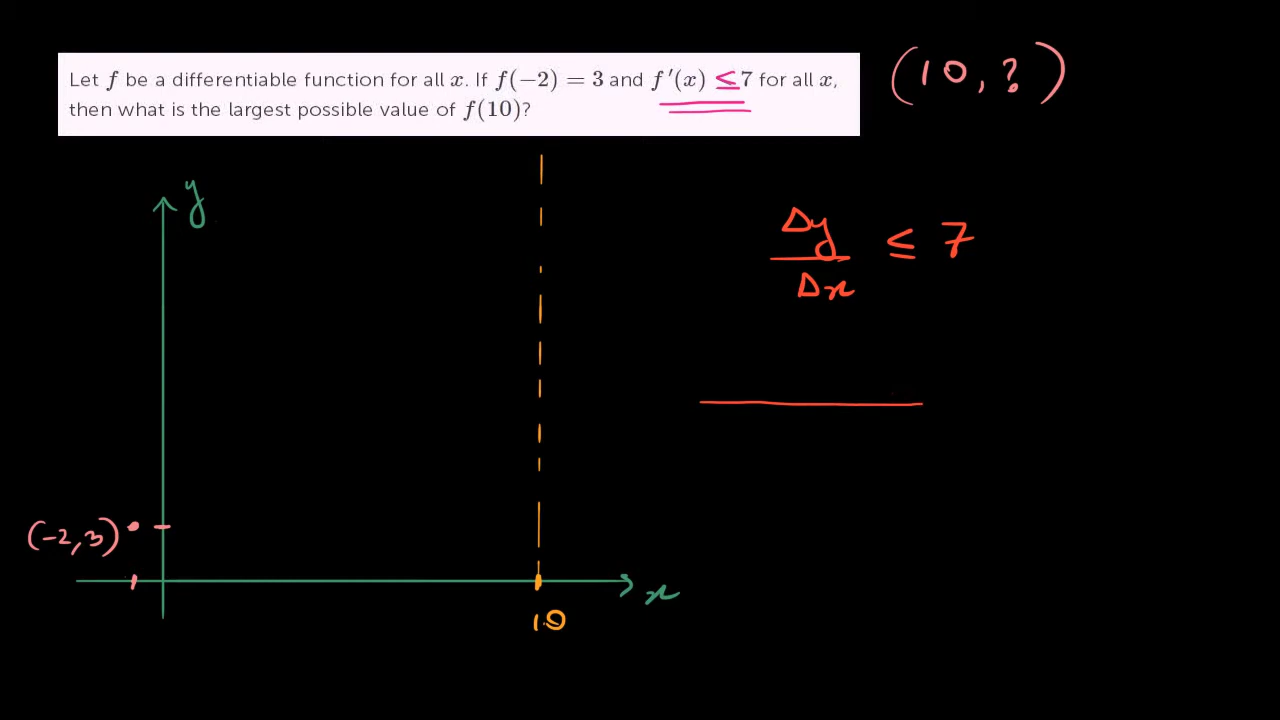 Let f be a differentiable function for all x. If f(−2) = 3 and f ′(x) ≤ 7 for all x,
then what is the largest possible value of f(10)?
(10, ?)
y
Δy
Δx
≤ 7
(-2, 3)
x
10